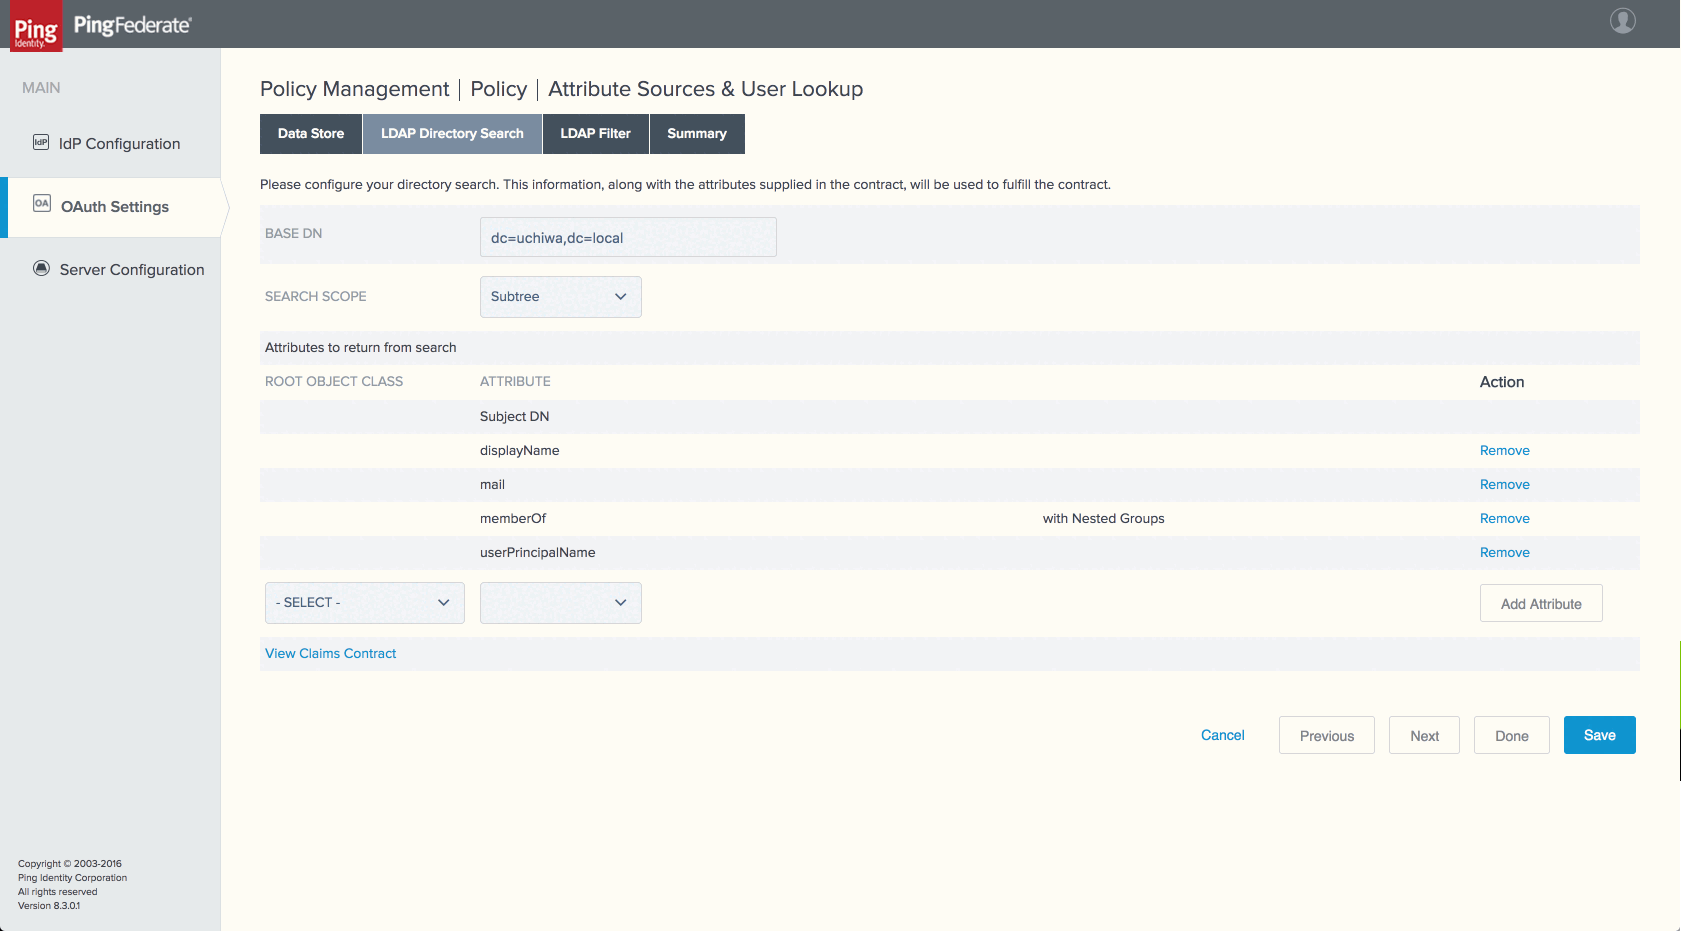 Ping
Identity.
PingFederate®
MAIN
IdP
IdP Configuration
OA
OAuth Settings
Server Configuration
Policy Management | Policy | Attribute Sources & User Lookup
Data Store
LDAP Directory Search
LDAP Filter
Summary
Please configure your directory search. This information, along with the attributes supplied in the contract, will be used to fulfill the contract.
BASE DN
dc=uchiwa,dc=local
SEARCH SCOPE
Subtree
Attributes to return from search
ROOT OBJECT CLASS
ATTRIBUTE
Action
Subject DN
displayName
Remove
mail
Remove
memberOf
with Nested Groups
Remove
userPrincipalName
Remove
- SELECT -
Add Attribute
View Claims Contract
Cancel
Previous
Next
Done
Save
Copyright © 2003-2016
Ping Identity Corporation
All rights reserved
Version 8.3.0.1